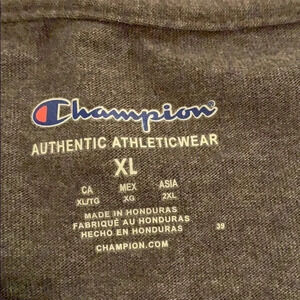 Champion
AUTHENTIC ATHLETICWEAR
XL
CA MEX ASIA
XL/TG XG 2XL
MADE IN HONDURAS
FABRIQUÉ AU HONDURAS
HECHO EN HONDURAS 39
CHAMPION.COM